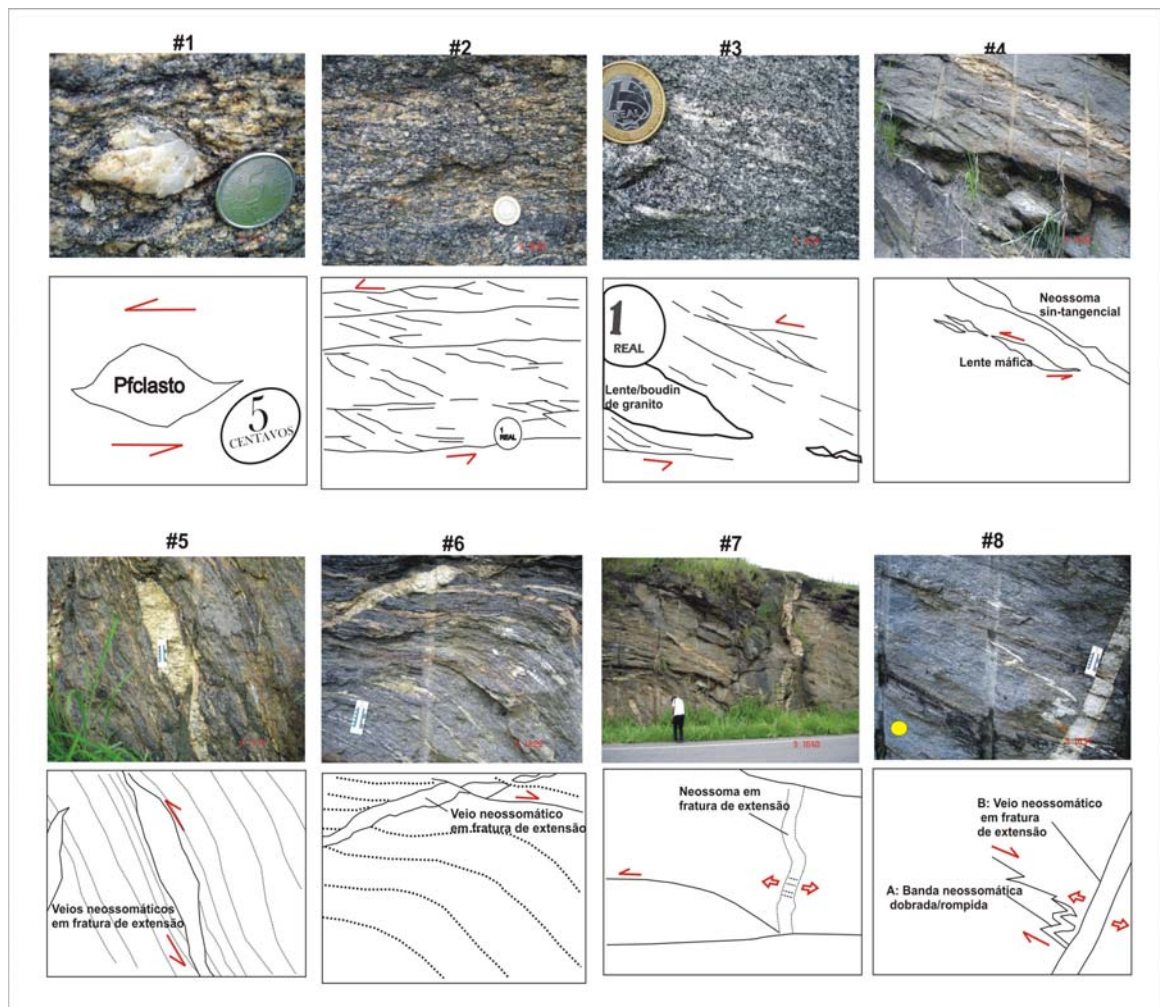 #1
#2
#3
#4
Pfclasto
5
CENTAVOS
1
REAL
1
REAL
Lente/boudin
de granito
Neossoma
sin-tangencial
Lente máfica
#5
#6
#7
#8
Veios neossomáticos
em fratura de extensão
Veio neossomático
em fratura de extensão
Neossoma em
fratura de extensão
B: Veio neossomático
em fratura
de extensão
A: Banda neossomática
dobrada/rompida